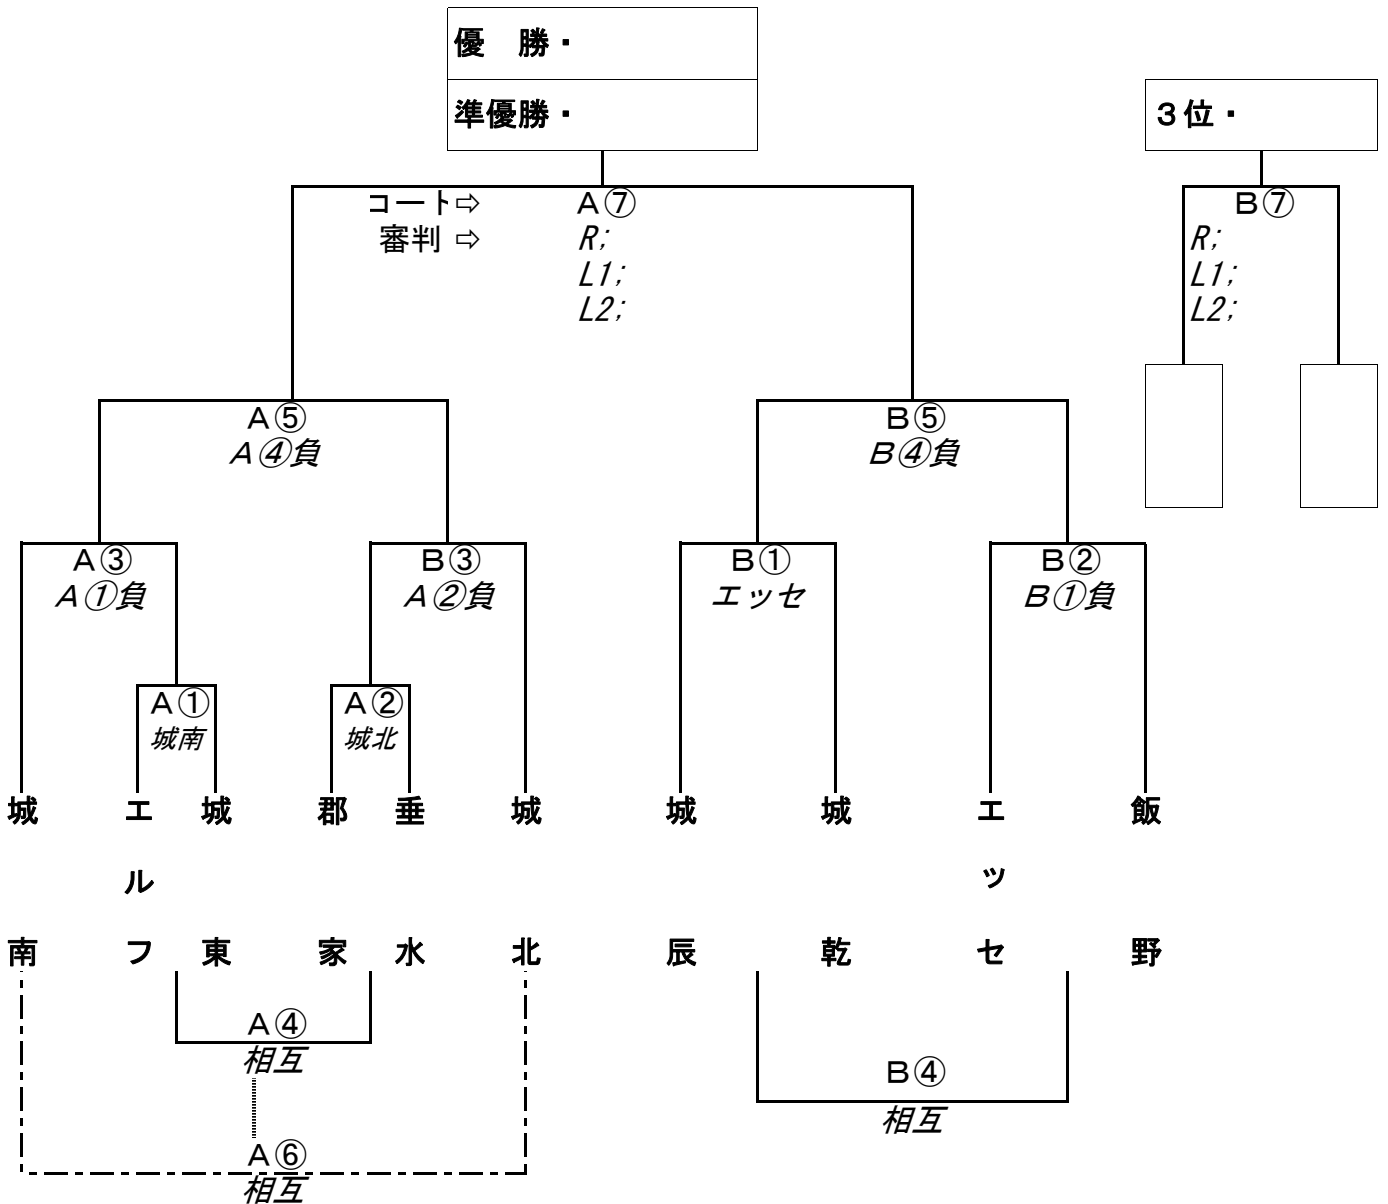 優　勝・
準優勝・
３位・
コート⇨ Ａ⑦
審判 ⇨ R;
L1;
L2;
Ｂ⑦
R;
L1;
L2;
Ａ⑤
Ａ④負
Ｂ⑤
Ｂ④負
Ａ③
Ａ①負
Ｂ③
Ａ②負
Ｂ①
エッセ
Ｂ②
Ｂ①負
Ａ①
城南
Ａ②
城北
城南
エルフ
城東
郡家
垂水
城北
城辰
城乾
エッセ
飯野
Ａ④
相互
Ｂ④
相互
Ａ⑥
相互